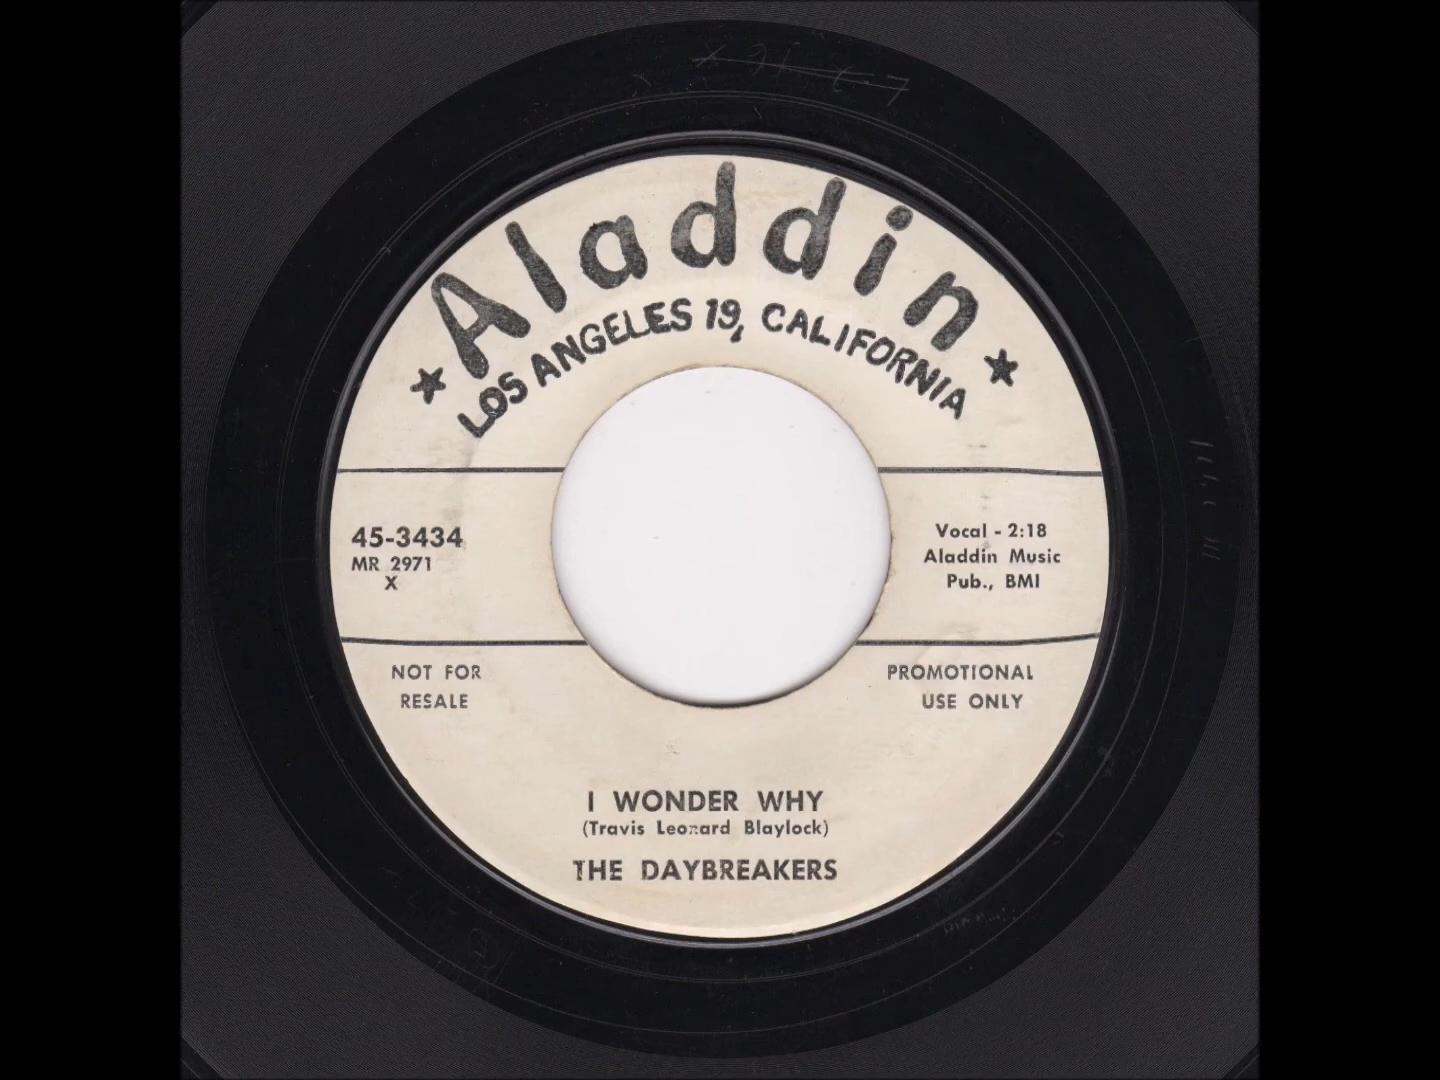 Aladdin
LOS ANGELES 19, CALIFORNIA
45-3434
MR 2971
X
Vocal - 2:18
Aladdin Music
Pub., BMI
NOT FOR
RESALE
PROMOTIONAL
USE ONLY
I WONDER WHY
(Travis Leonard Blaylock)
THE DAYBREAKERS